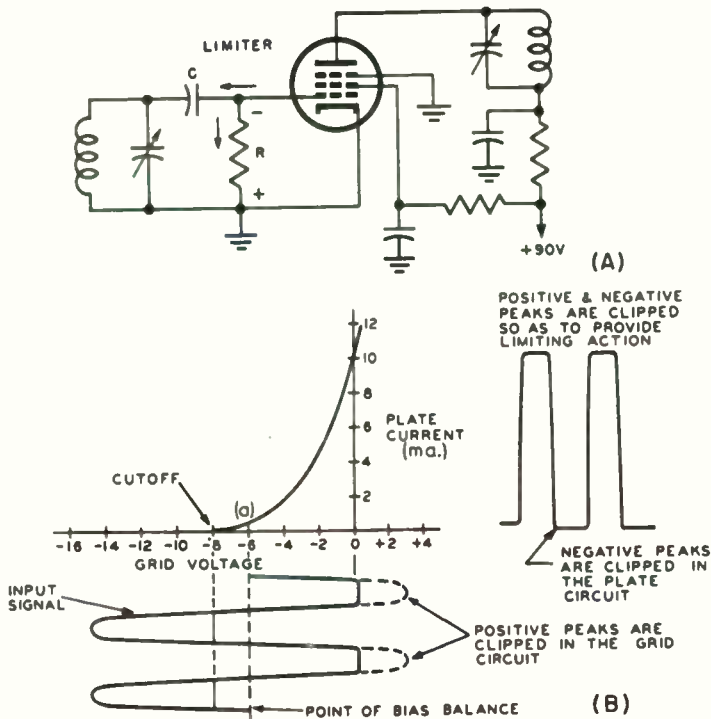 LIMITER
C
−
R
+
+90V
(A)
POSITIVE & NEGATIVE
PEAKS ARE CLIPPED
SO AS TO PROVIDE
LIMITING ACTION
12
10
8
6
4
2
PLATE
CURRENT
(ma.)
CUTOFF
(a)
-16 -14 -12 -10 -8 -6 -4 -2 0 +2 +4
GRID VOLTAGE
INPUT
SIGNAL
NEGATIVE PEAKS
ARE CLIPPED IN
THE PLATE
CIRCUIT
POSITIVE PEAKS ARE
CLIPPED IN THE GRID
CIRCUIT
POINT OF BIAS BALANCE
(B)